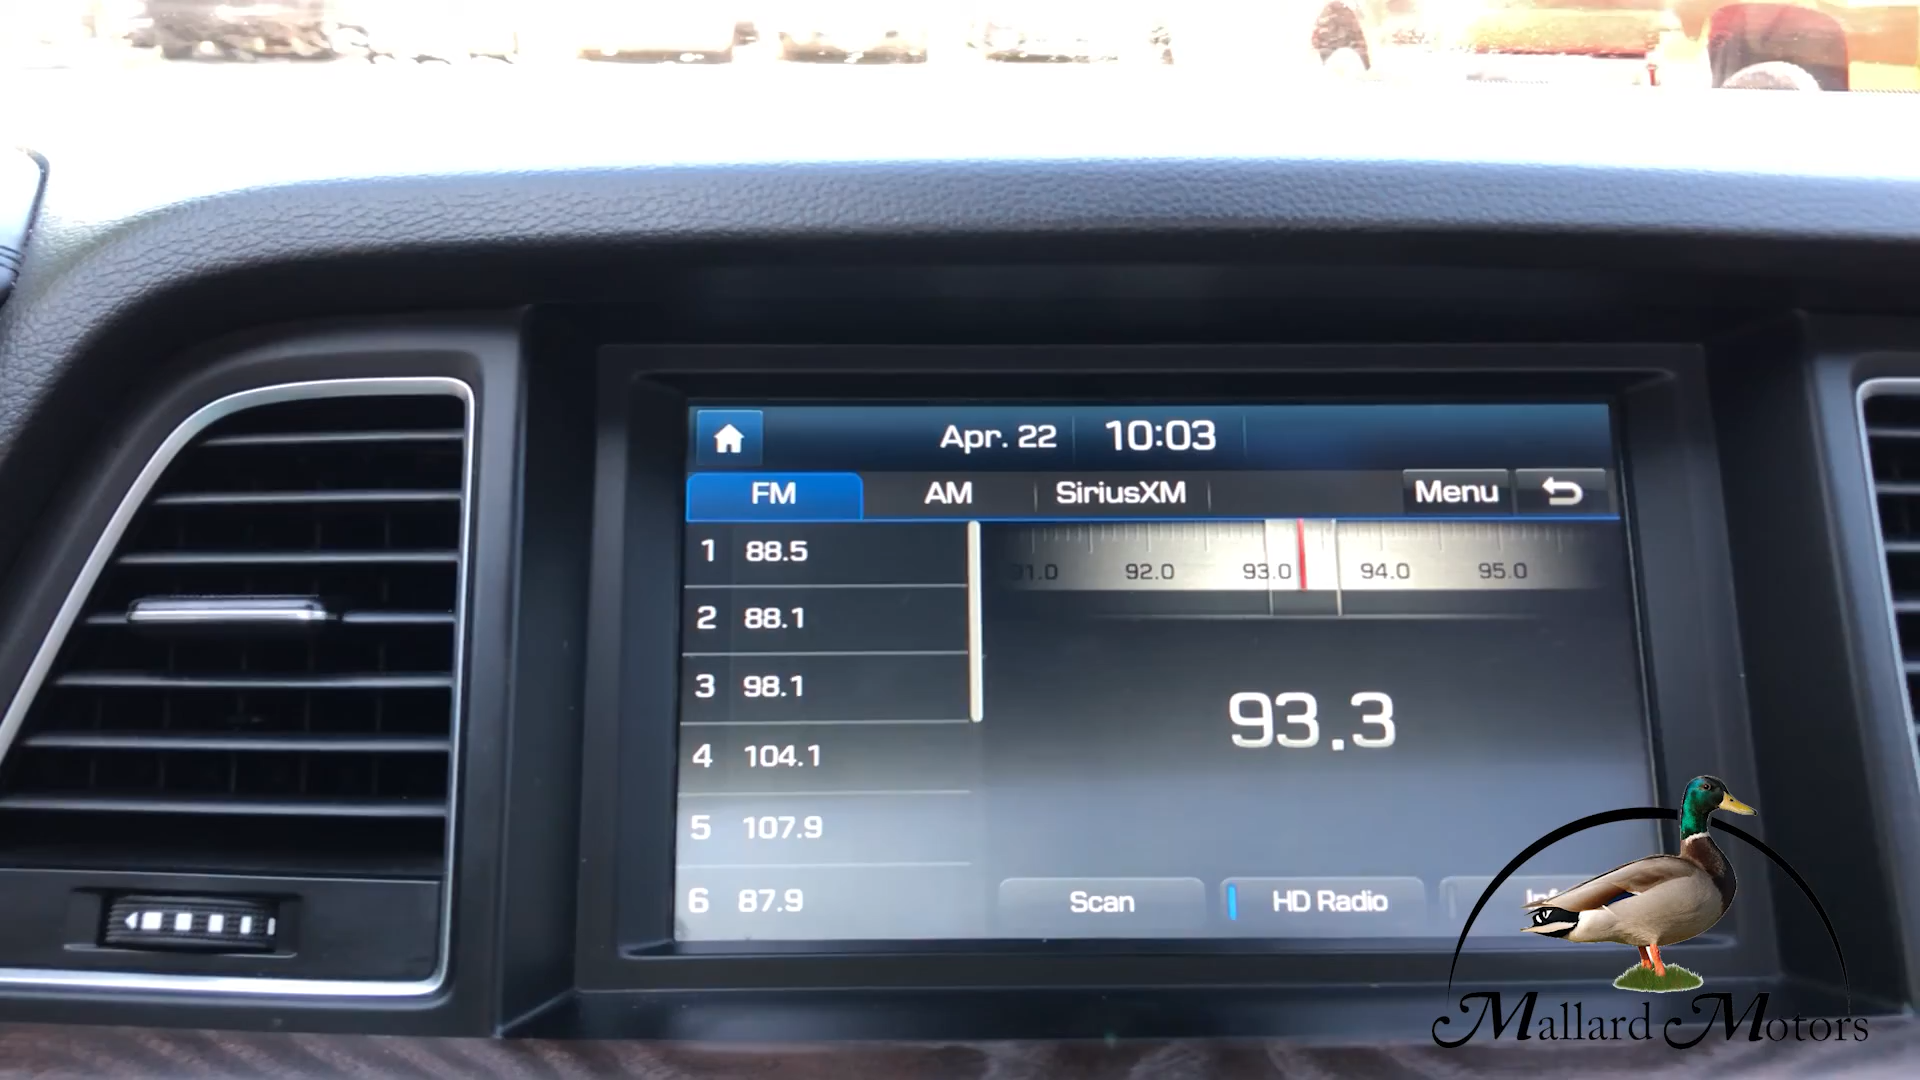 Apr. 22 10:03
FM AM SiriusXM Menu
1 88.5
2 88.1
3 98.1
4 104.1
5 107.9
6 87.9
92.0 93.0 94.0 95.0
93.3
Scan HD Radio
Mallard Motors